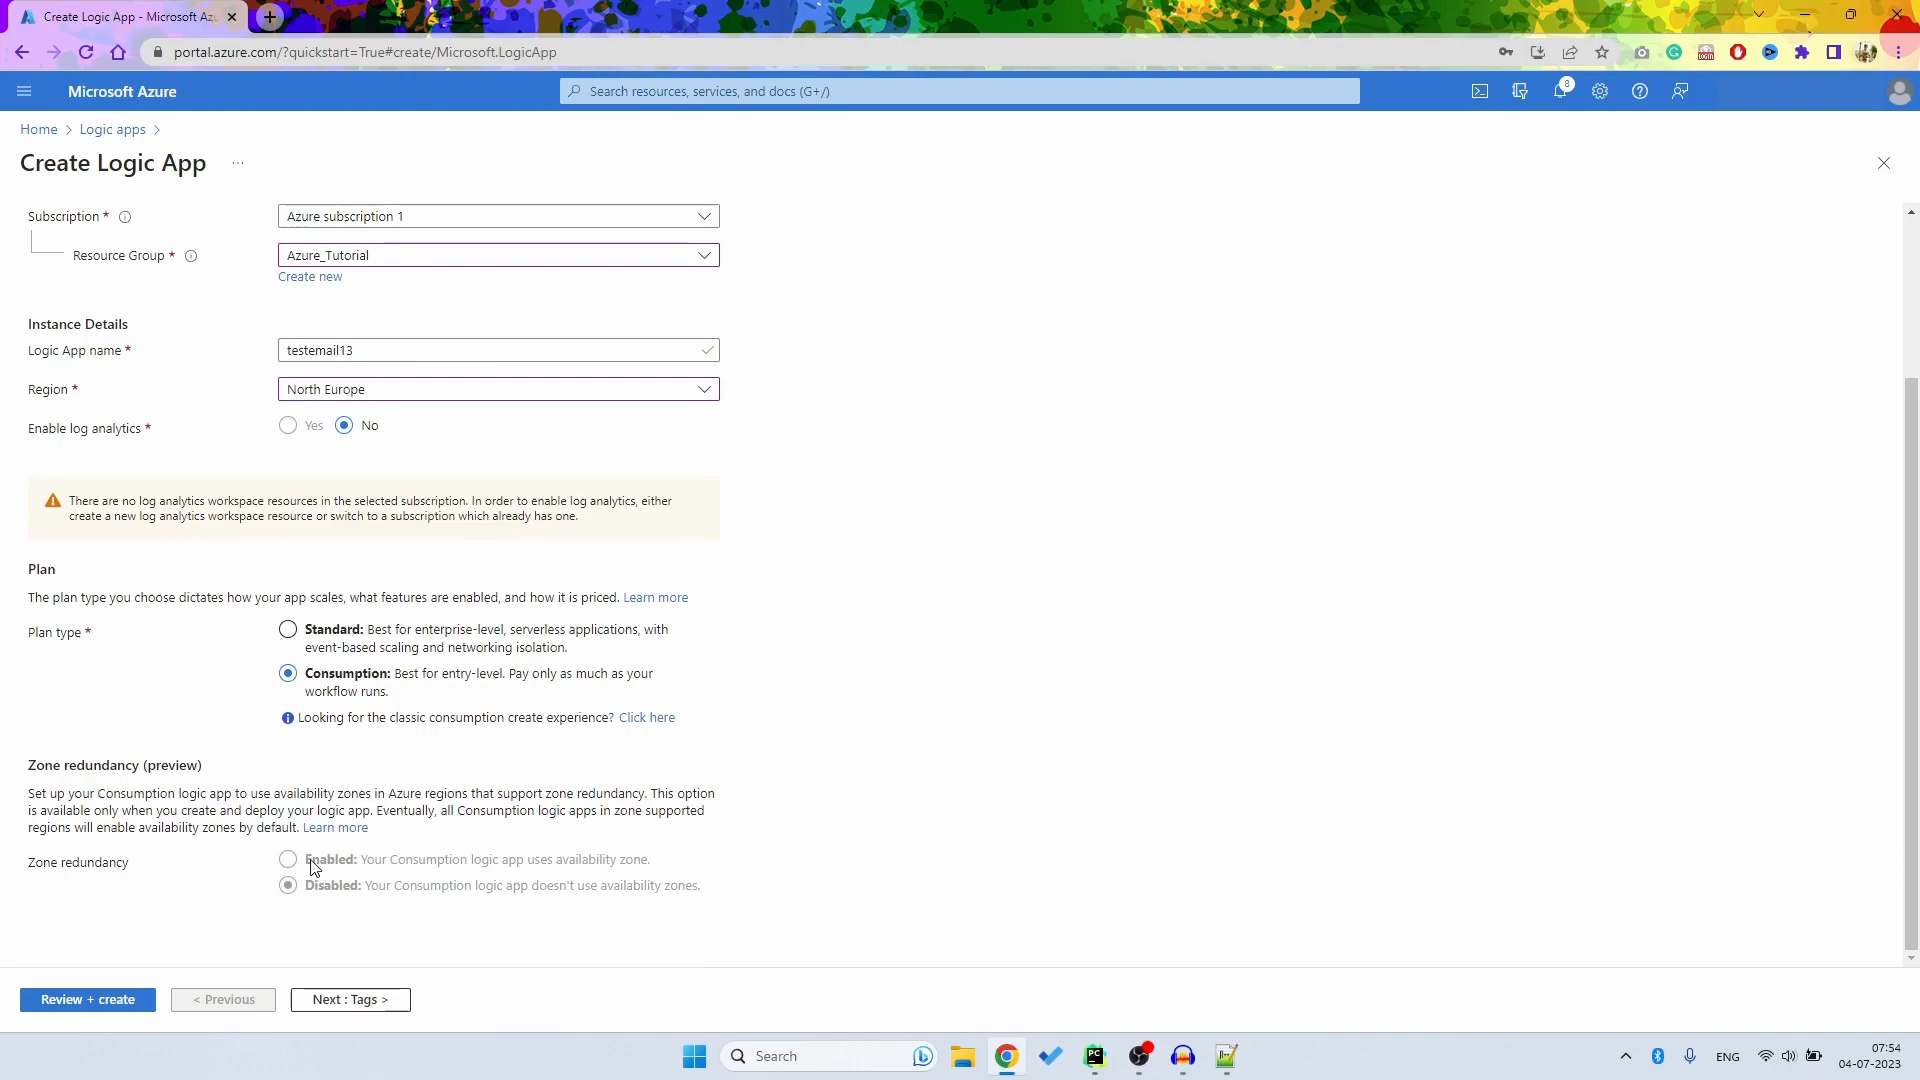 Create Logic App - Microsoft Azu
portal.azure.com/?quickstart=True#create/Microsoft.LogicApp
Microsoft Azure
Search resources, services, and docs (G+/)
8
Home > Logic apps >
Create Logic App ...
Subscription *
Azure subscription 1
Resource Group *
Azure_Tutorial
Create new
Instance Details
Logic App name *
testemail13
Region *
North Europe
Enable log analytics *
Yes No
There are no log analytics workspace resources in the selected subscription. In order to enable log analytics, either
create a new log analytics workspace resource or switch to a subscription which already has one.
Plan
The plan type you choose dictates how your app scales, what features are enabled, and how it is priced. Learn more
Plan type *
Standard: Best for enterprise-level, serverless applications, with
event-based scaling and networking isolation.
Consumption: Best for entry-level. Pay only as much as your
workflow runs.
Looking for the classic consumption create experience? Click here
Zone redundancy (preview)
Set up your Consumption logic app to use availability zones in Azure regions that support zone redundancy. This option
is available only when you create and deploy your logic app. Eventually, all Consumption logic apps in zone supported
regions will enable availability zones by default. Learn more
Zone redundancy
Enabled: Your Consumption logic app uses availability zone.
Disabled: Your Consumption logic app doesn't use availability zones.
Review + create
< Previous
Next : Tags >
Search
PC
ENG
07:54
04-07-2023